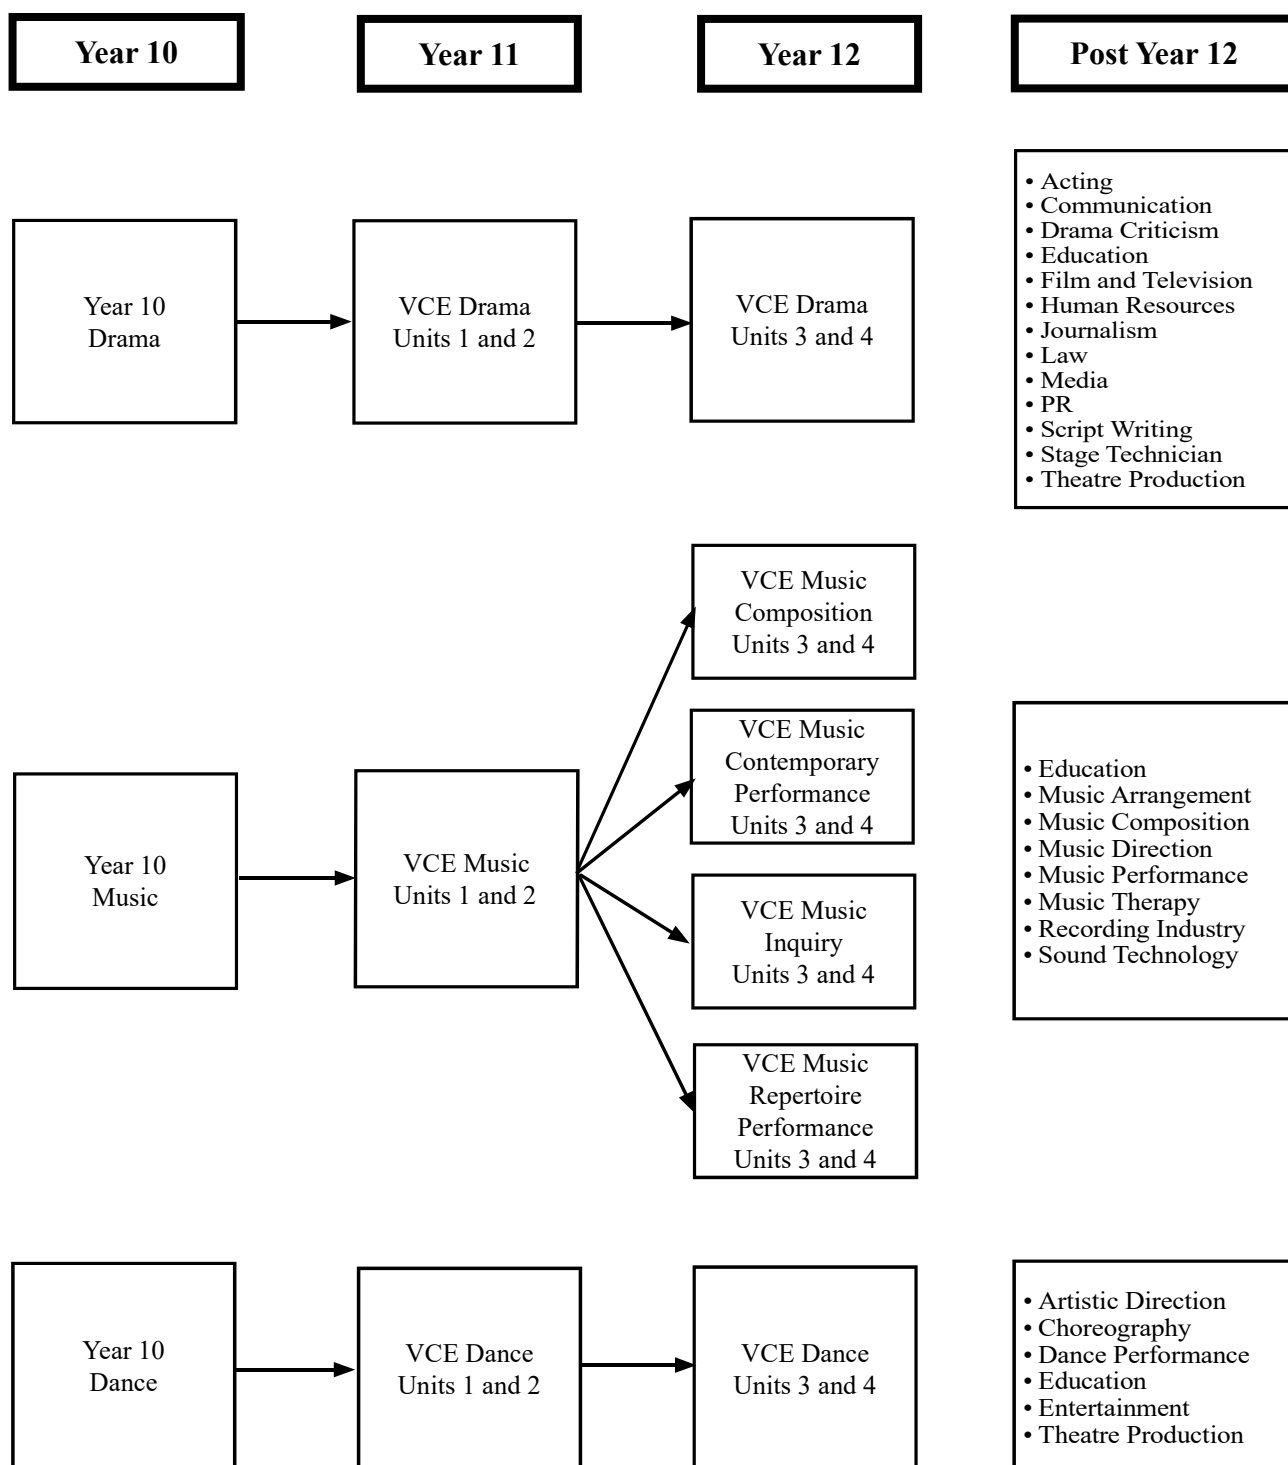 Year 10
Year 11
Year 12
Post Year 12
Year 10
Drama
VCE Drama
Units 1 and 2
VCE Drama
Units 3 and 4
• Acting
• Communication
• Drama Criticism
• Education
• Film and Television
• Human Resources
• Journalism
• Law
• Media
• PR
• Script Writing
• Stage Technician
• Theatre Production
Year 10
Music
VCE Music
Units 1 and 2
VCE Music
Composition
Units 3 and 4
VCE Music
Contemporary
Performance
Units 3 and 4
VCE Music
Inquiry
Units 3 and 4
VCE Music
Repertoire
Performance
Units 3 and 4
• Education
• Music Arrangement
• Music Composition
• Music Direction
• Music Performance
• Music Therapy
• Recording Industry
• Sound Technology
Year 10
Dance
VCE Dance
Units 1 and 2
VCE Dance
Units 3 and 4
• Artistic Direction
• Choreography
• Dance Performance
• Education
• Entertainment
• Theatre Production